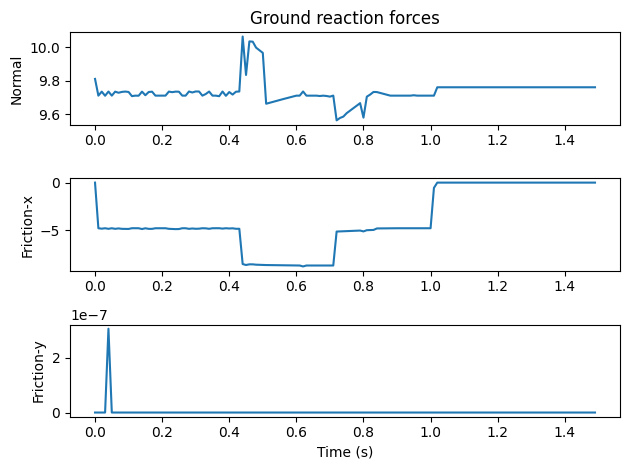 Ground reaction forces
Normal
10.0
9.8
9.6
0.0 0.2 0.4 0.6 0.8 1.0 1.2 1.4
Friction-x
0
−5
0.0 0.2 0.4 0.6 0.8 1.0 1.2 1.4
1e−7
Friction-y
2
0
0.0 0.2 0.4 0.6 0.8 1.0 1.2 1.4
Time (s)